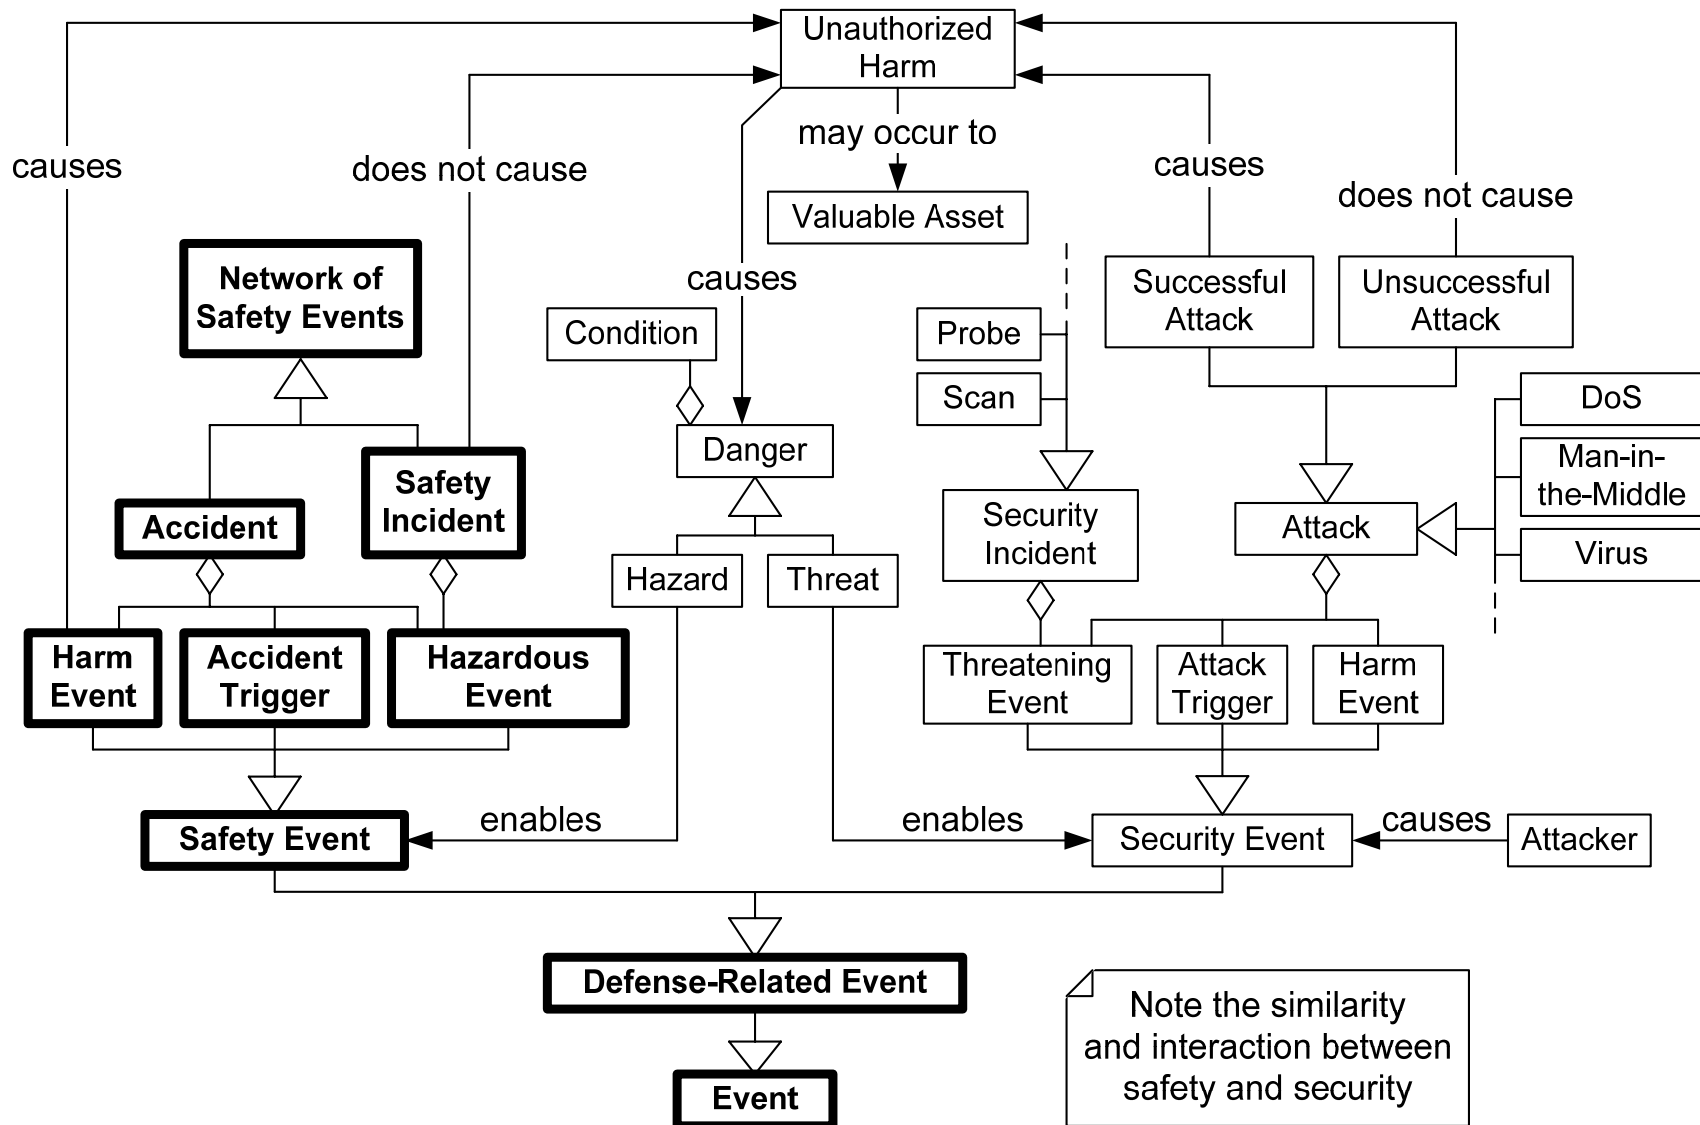 Unauthorized
Harm
may occur to
causes
does not cause
causes
does not cause
Valuable Asset
Network of
Safety Events
causes
Successful
Attack
Unsuccessful
Attack
Condition
Probe
Scan
DoS
Danger
Man-in-
the-Middle
Safety
Incident
Accident
Security
Incident
Attack
Virus
Hazard
Threat
Harm
Event
Accident
Trigger
Hazardous
Event
Threatening
Event
Attack
Trigger
Harm
Event
Safety Event
enables
enables
Security Event
causes
Attacker
Defense-Related Event
Note the similarity
and interaction between
safety and security
Event